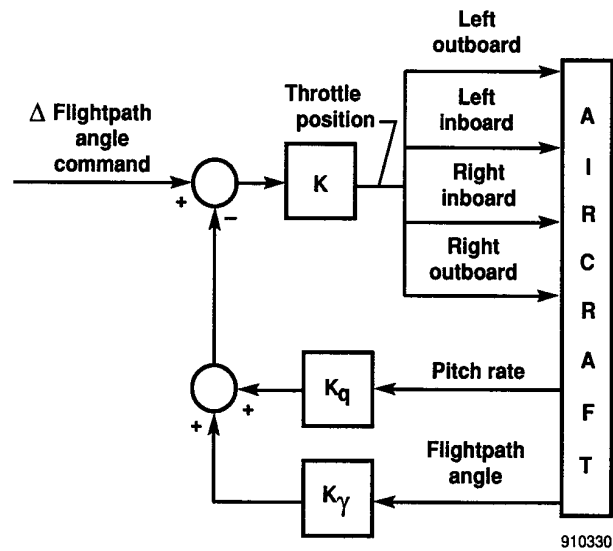 Left
outboard
Δ Flightpath
angle
command
Throttle
position
Left
inboard
+
−
K
Right
inboard
Right
outboard
A
I
R
C
R
A
F
T
Kq
Pitch rate
+
+
Kγ
Flightpath
angle
910330